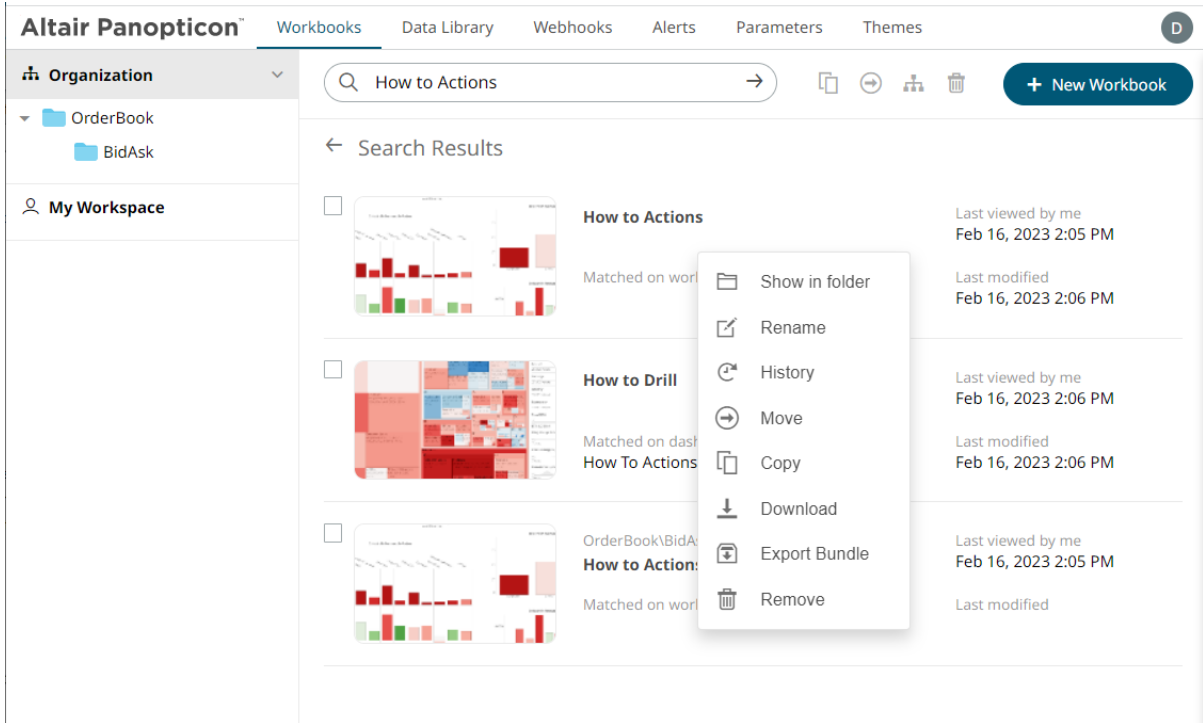 Altair Panopticon™
Workbooks Data Library Webhooks Alerts Parameters Themes
D
Organization
OrderBook
BidAsk
My Workspace
How to Actions
+ New Workbook
Search Results
How to Actions
Matched on wor
Last viewed by me
Feb 16, 2023 2:05 PM
Last modified
Feb 16, 2023 2:06 PM
How to Drill
Matched on dash
How To Actions
Last viewed by me
Feb 16, 2023 2:06 PM
Last modified
Feb 16, 2023 2:06 PM
OrderBook\BidA
How to Action
Matched on wor
Last viewed by me
Feb 16, 2023 2:05 PM
Last modified
Show in folder
Rename
History
Move
Copy
Download
Export Bundle
Remove